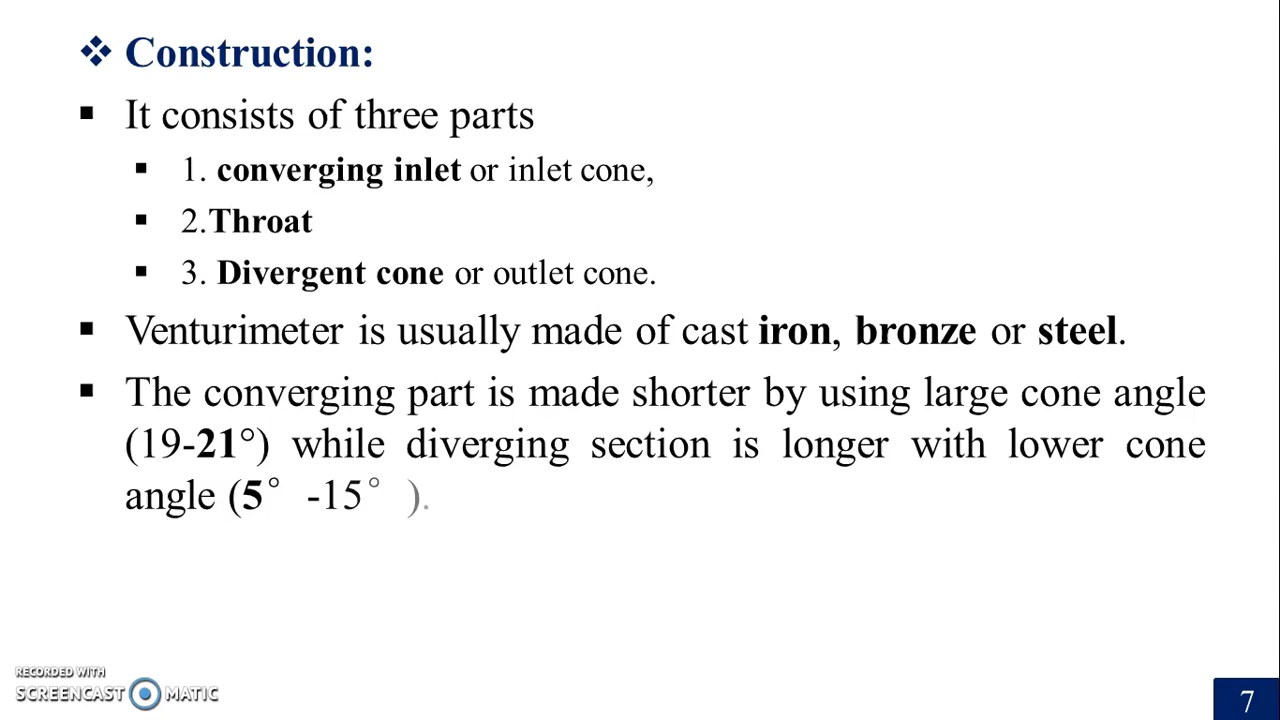 ❖ Construction:
▪ It consists of three parts
▪ 1. converging inlet or inlet cone,
▪ 2.Throat
▪ 3. Divergent cone or outlet cone.
▪ Venturimeter is usually made of cast iron, bronze or steel.
▪ The converging part is made shorter by using large cone angle
(19-21°) while diverging section is longer with lower cone
angle (5° -15° ).
RECORDED WITH
SCREENCAST MATIC
7